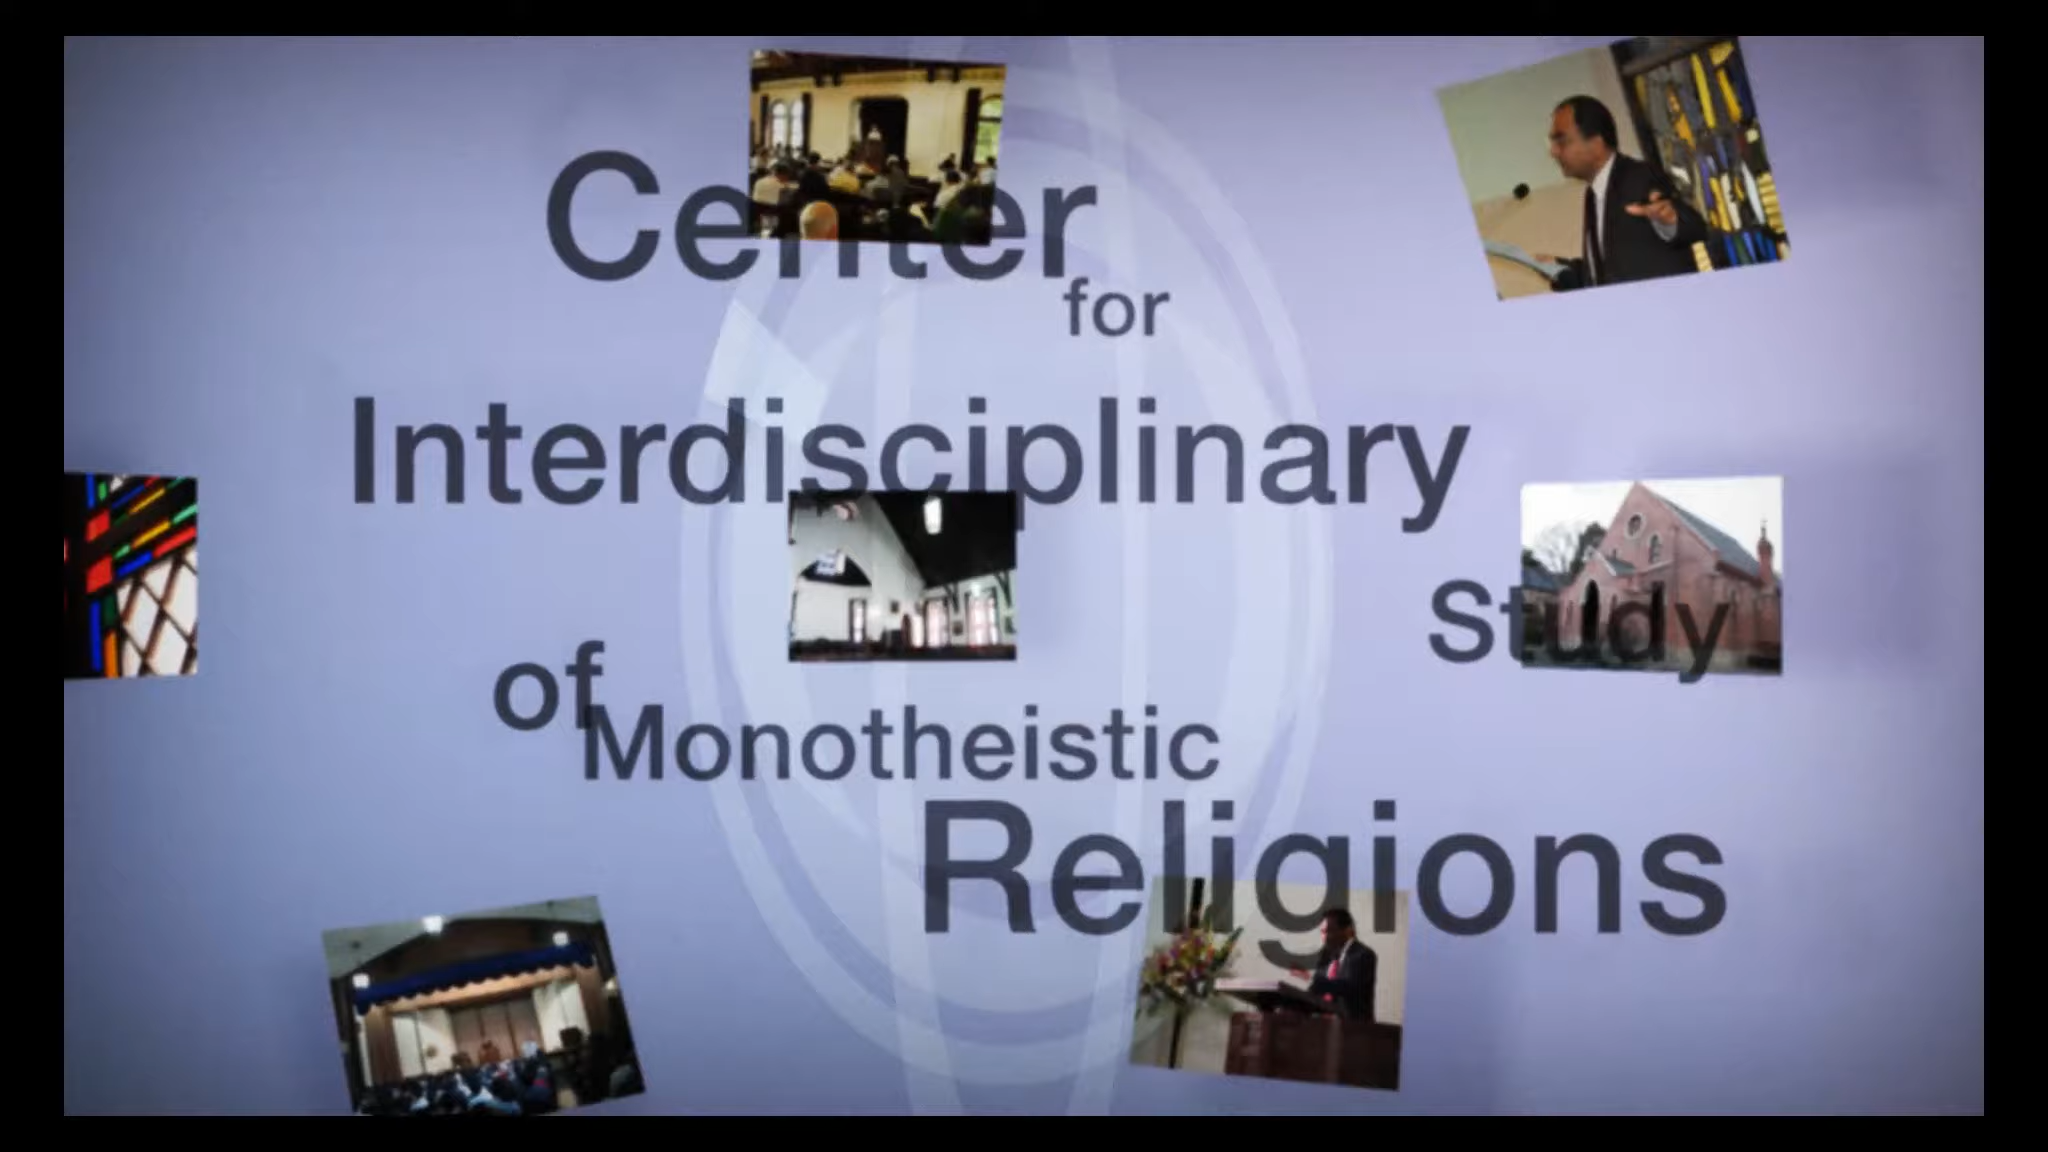 Center
for
Interdisciplinary
Study
of
Monotheistic
Religions